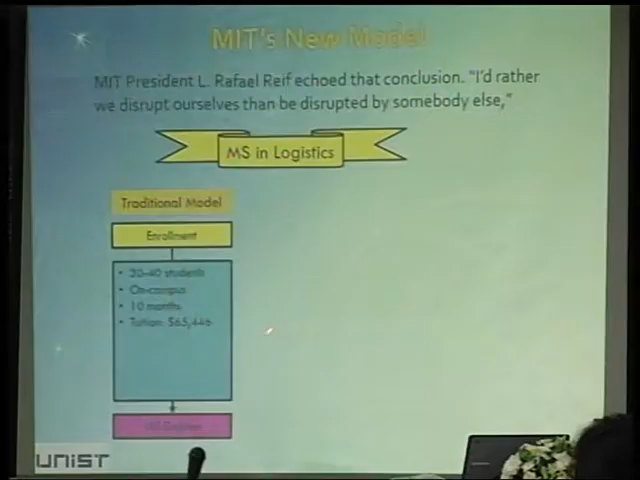 MIT's New Model
MIT President L. Rafael Reif echoed that conclusion. "I'd rather
we disrupt ourselves than be disrupted by somebody else,"
MS in Logistics
Traditional Model
Enrollment
• 30-40 students
• On-campus
• 10 months
• Tuition: $65,446
UNIST